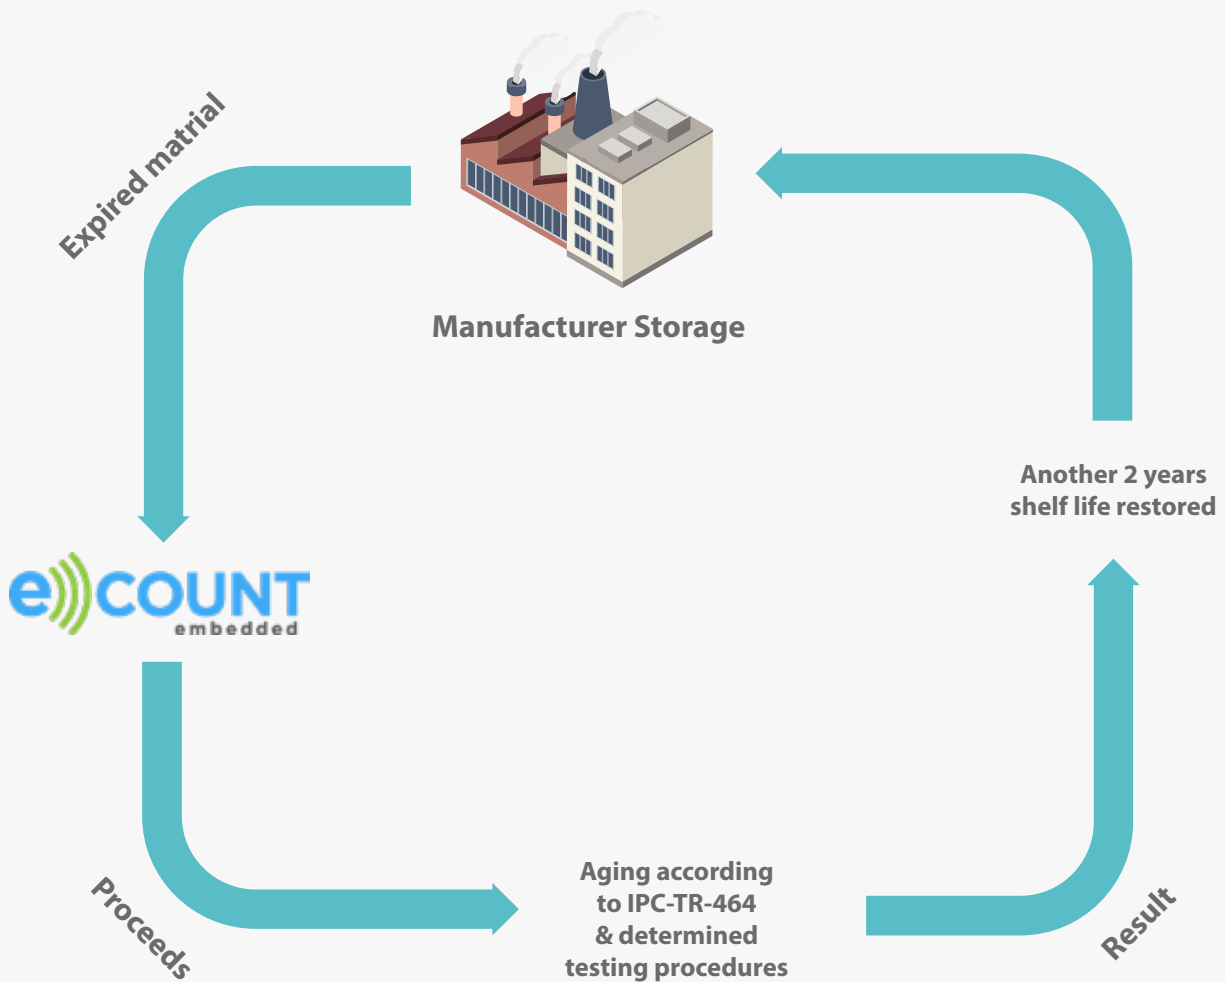 Manufacturer Storage
Expired matrial
e)))COUNT
embedded
Proceeds
Aging according
to IPC-TR-464
& determined
testing procedures
Result
Another 2 years
shelf life restored